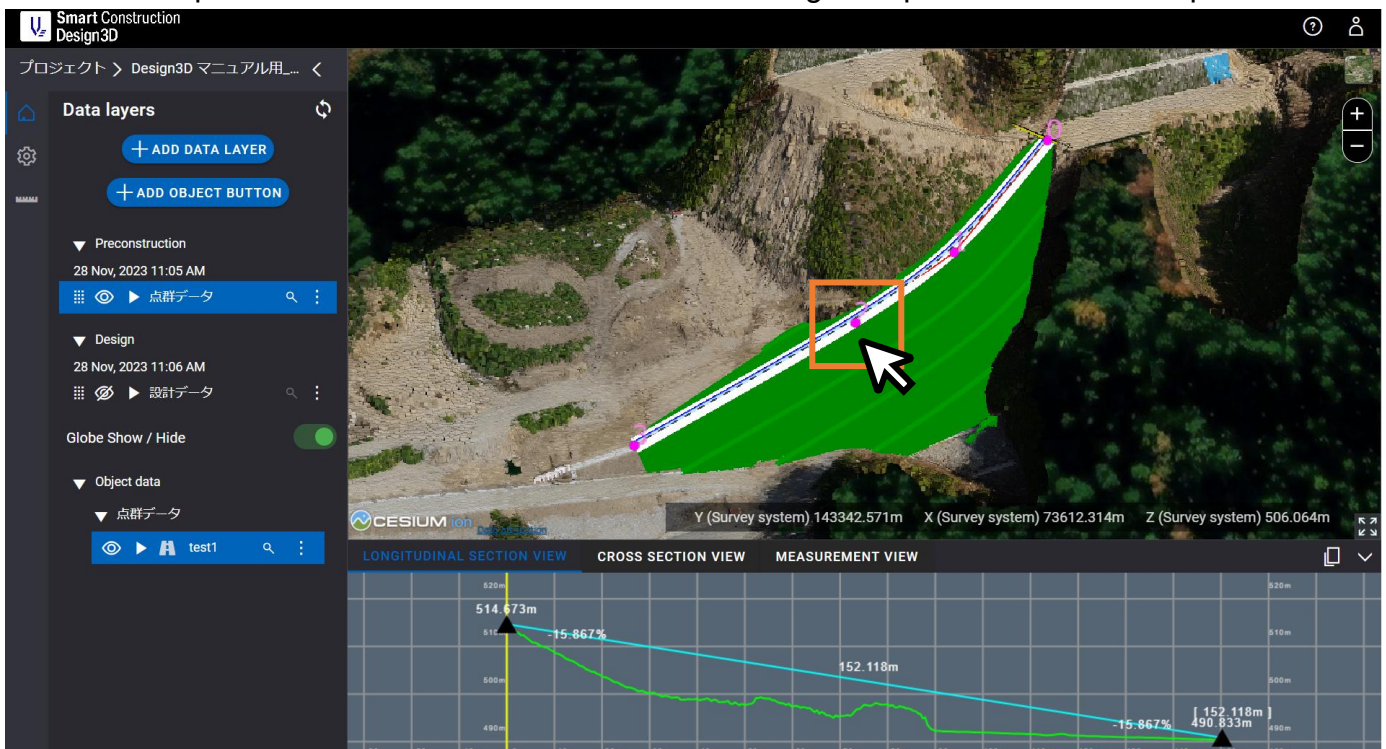 Smart Construction
Design3D
プロジェクト > Design3D マニュアル用_...
Data layers
+ ADD DATA LAYER
+ ADD OBJECT BUTTON
Preconstruction
28 Nov, 2023 11:05 AM
点群データ
Design
28 Nov, 2023 11:06 AM
設計データ
Globe Show / Hide
Object data
点群データ
test1
CESIUM ion
Y (Survey system) 143342.571m X (Survey system) 73612.314m Z (Survey system) 506.064m
LONGITUDINAL SECTION VIEW CROSS SECTION VIEW MEASUREMENT VIEW
520m 520m
514.673m
510m
-15.867%
152.118m
500m 500m
[ 152.118m ]
-15.867% 490.833m
490m 490m